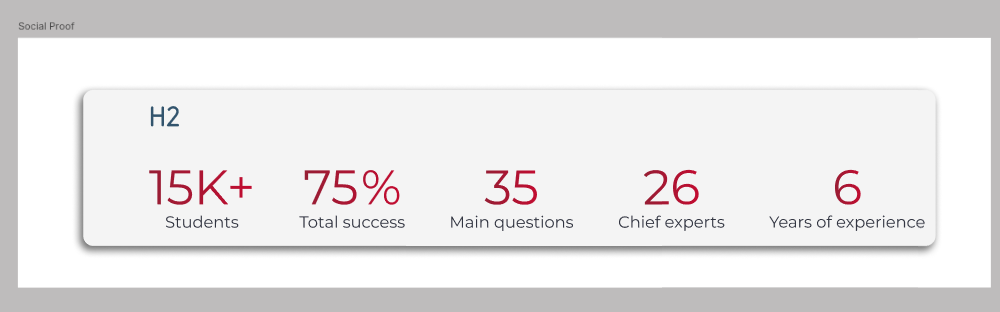 Social Proof
H2
15K+ 75% 35 26 6
Students Total success Main questions Chief experts Years of experience